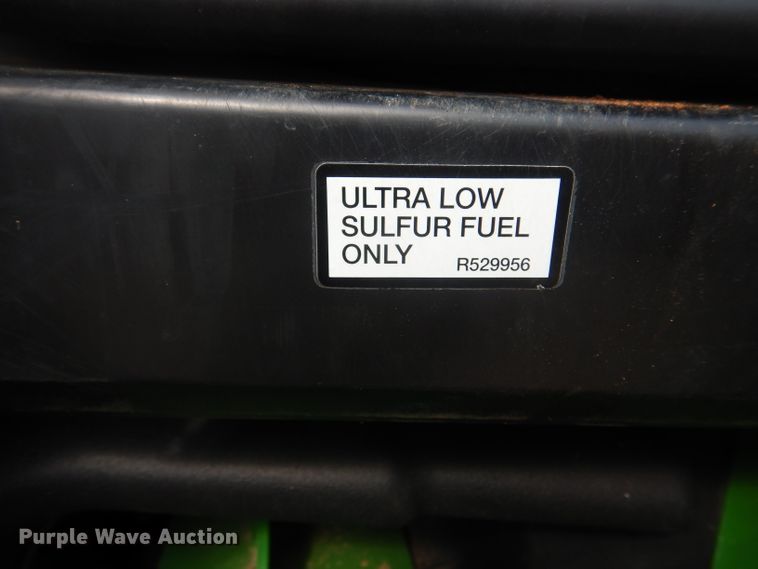 ULTRA LOW
SULFUR FUEL
ONLY R529956
Purple Wave Auction